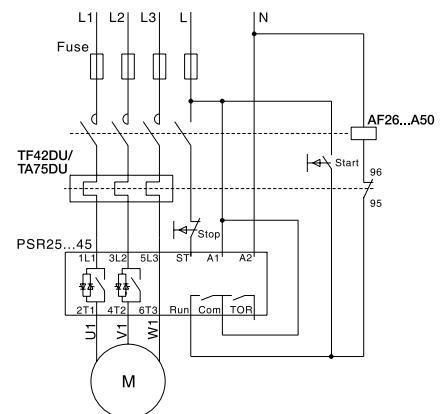 L1 L2 L3 L N
Fuse
AF26...A50
TF42DU/
TA75DU
Start
96
95
Stop
PSR25...45
1L1 3L2 5L3 ST A1 A2
2T1 4T2 6T3 Run Com TOR
U1 V1 W1
M